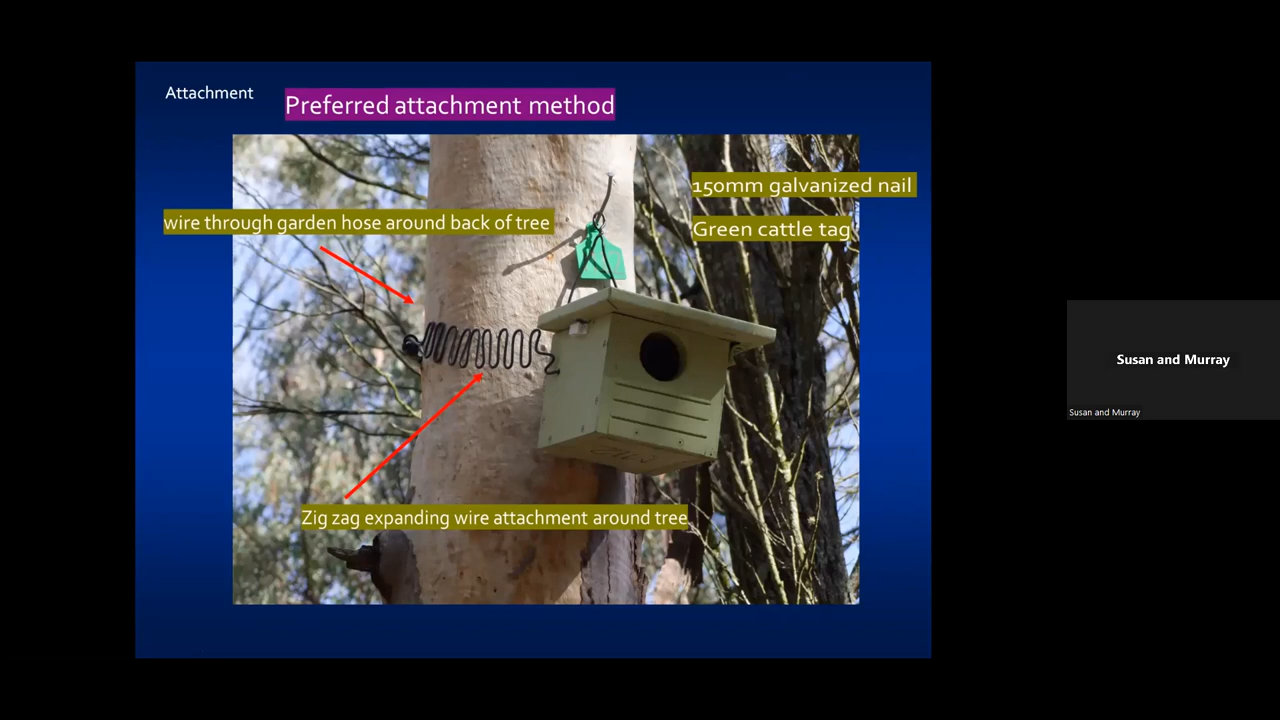 Attachment
Preferred attachment method
150mm galvanized nail
wire through garden hose around back of tree
Green cattle tag
Zig zag expanding wire attachment around tree
Susan and Murray
Susan and Murray